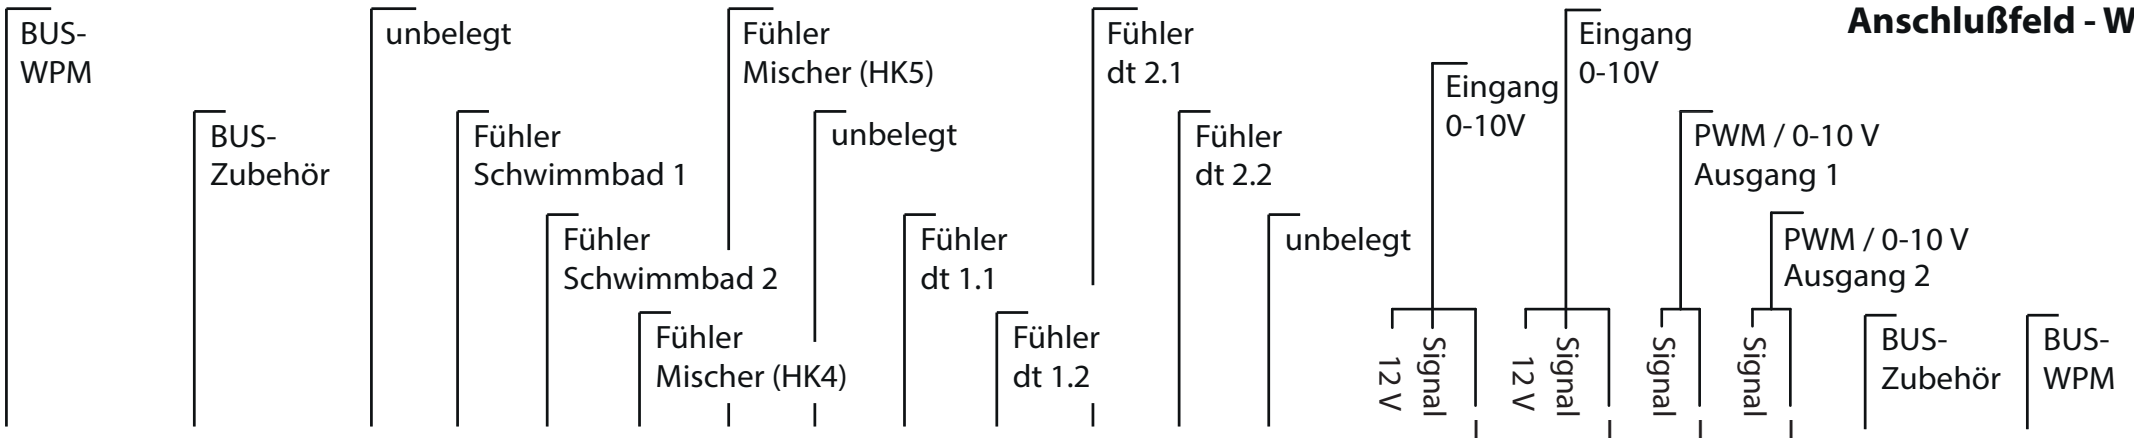 Anschlußfeld - W
BUS-
WPM
BUS-
Zubehör
unbelegt
Fühler
Schwimmbad 1
Fühler
Schwimmbad 2
Fühler
Mischer (HK4)
Fühler
Mischer (HK5)
unbelegt
Fühler
dt 1.1
Fühler
dt 1.2
Fühler
dt 2.1
Fühler
dt 2.2
unbelegt
Eingang
0-10V
12 V
Signal
Eingang
0-10V
12 V
Signal
PWM / 0-10 V
Ausgang 1
Signal
PWM / 0-10 V
Ausgang 2
Signal
BUS-
Zubehör
BUS-
WPM